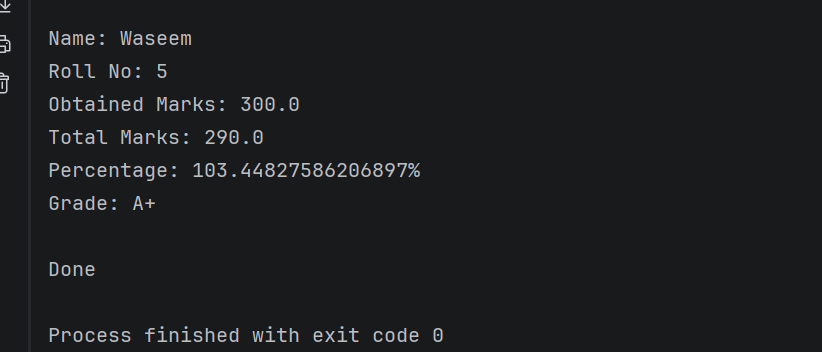 Name: Waseem
Roll No: 5
Obtained Marks: 300.0
Total Marks: 290.0
Percentage: 103.44827586206897%
Grade: A+
Done
Process finished with exit code 0